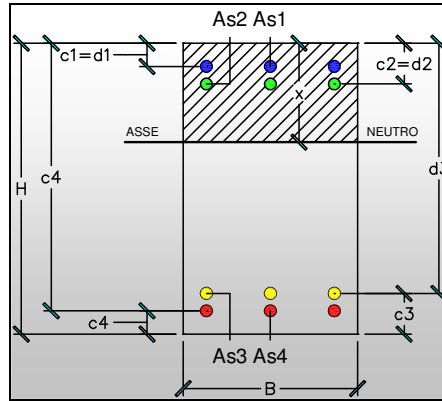 As2 As1
c1=d1
c2=d2
x
ASSE NEUTRO
d3
H
c4
c4
c3
As3 As4
B